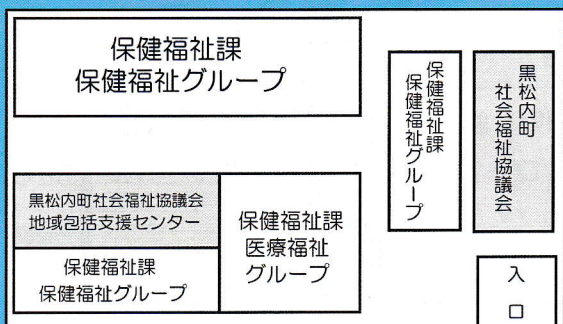 保健福祉課
保健福祉グループ
保健福祉課
保健福祉グループ
黒松内町
社会福祉協議会
黒松内町社会福祉協議会
地域包括支援センター
保健福祉課
医療福祉
グループ
保健福祉課
保健福祉グループ
入
口